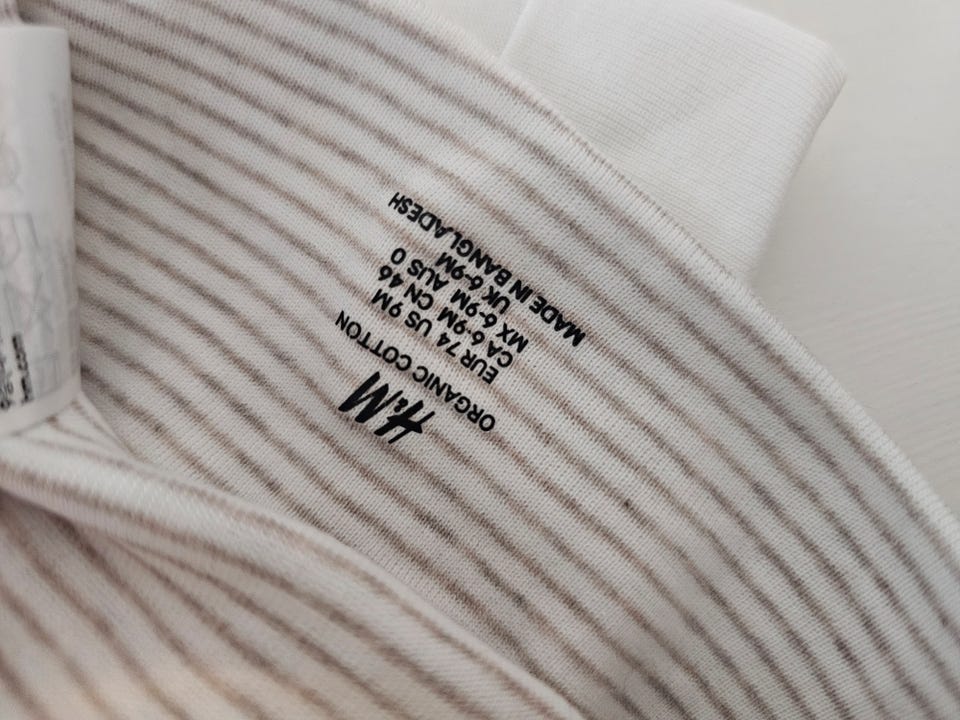 H&M
ORGANIC COTTON
EUR 74 US 9M
CA 6-9M CN 46
MX 6-9M AUS 0
UK 6-9M
MADE IN BANGLADESH